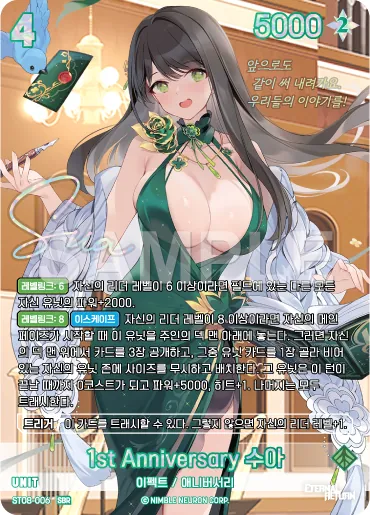 4
5000 2
앞으로도
같이 써 내려가요.
우리들의 이야기를!
Sua
SAMPLE
레벨링크: 6 자신의 리더 레벨이 6 이상이라면 필드에 있는 다른 모든
자신 유닛의 파워+2000.
레벨링크: 8 이스케이프 자신의 리더 레벨이 8 이상이라면 자신의 메인
페이즈가 시작할 때 이 유닛을 주인의 덱 맨 아래에 놓는다. 그러면 자신
의 덱 맨 위에서 카드를 3장 공개하고, 그중 유닛 카드를 1장 골라 비어
있는 자신의 유닛 존에 사이즈를 무시하고 배치한다. 그 유닛은 이 턴이
끝날 때까지 0코스트가 되고 파워+5000, 히트+1. 나머지는 모두
트래시한다.
트리거 이 카드를 트래시할 수 있다. 그렇지 않으면 자신의 리더 레벨+1.
1st Anniversary 수아
UNIT 이펙트 / 애니버서리
ST08-006 SBR © NIMBLE NEURON CORP. ETERNAL RETURN